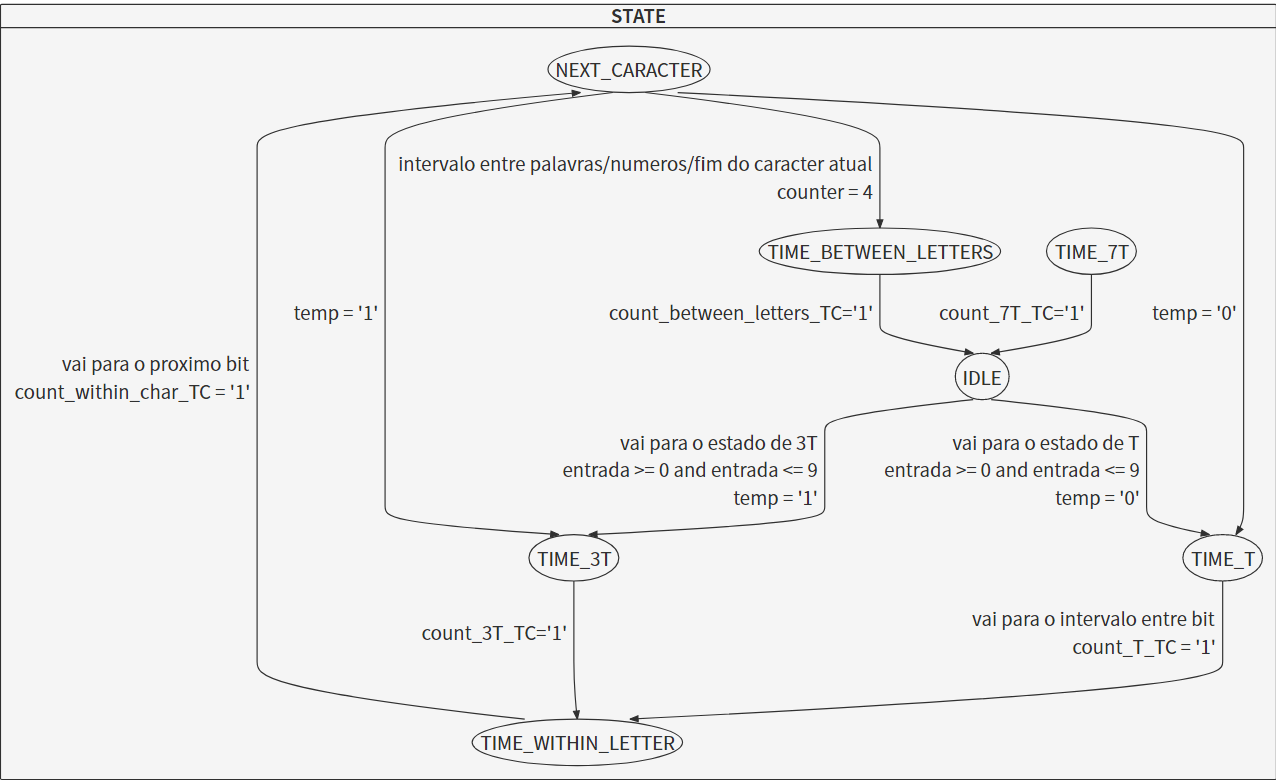 STATE
NEXT_CARACTER
intervalo entre palavras/numeros/fim do caracter atual
counter = 4
TIME_BETWEEN_LETTERS
TIME_7T
temp = '1'
count_between_letters_TC='1'
count_7T_TC='1'
temp = '0'
vai para o proximo bit
count_within_char_TC = '1'
IDLE
vai para o estado de 3T
entrada >= 0 and entrada <= 9
temp = '1'
vai para o estado de T
entrada >= 0 and entrada <= 9
temp = '0'
TIME_3T
TIME_T
count_3T_TC='1'
vai para o intervalo entre bit
count_T_TC = '1'
TIME_WITHIN_LETTER